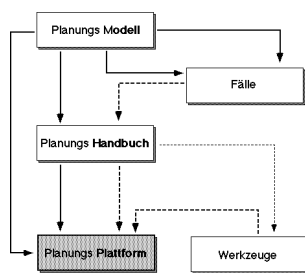 Planungs Modell
Fälle
Planungs Handbuch
Planungs Plattform
Werkzeuge